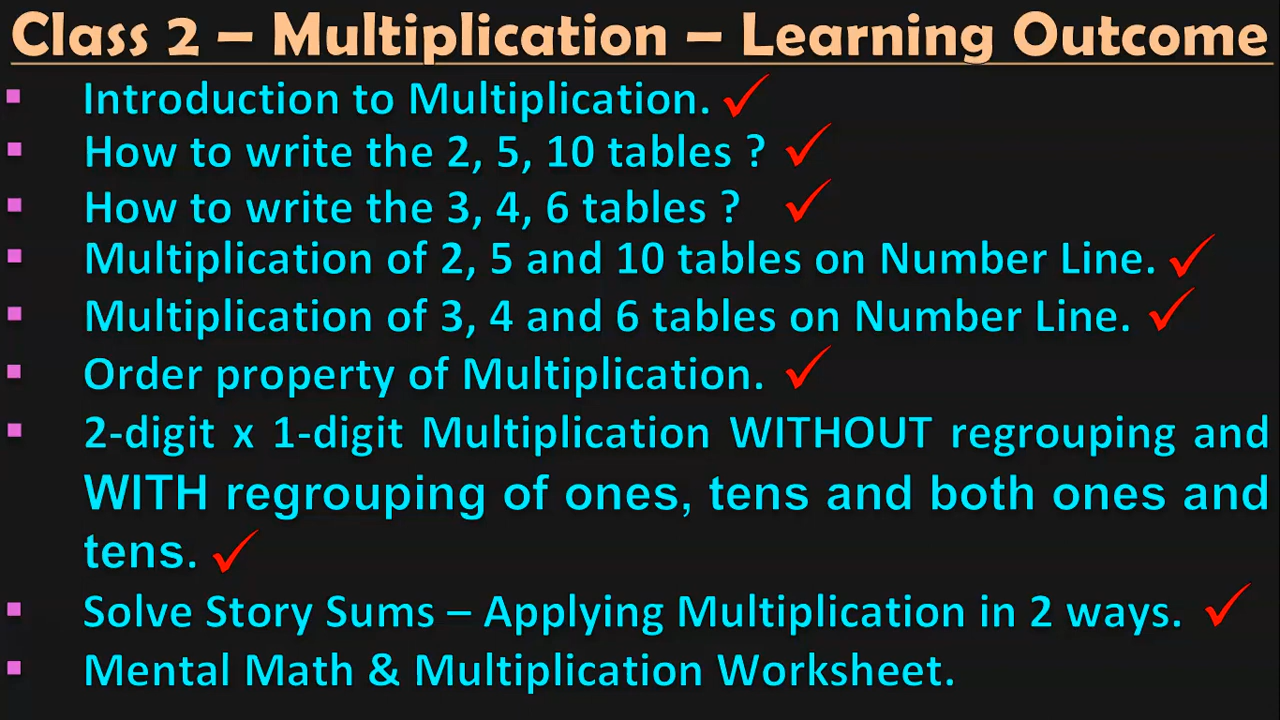 Class 2 – Multiplication – Learning Outcome
▪ Introduction to Multiplication. ✓
▪ How to write the 2, 5, 10 tables ? ✓
▪ How to write the 3, 4, 6 tables ? ✓
▪ Multiplication of 2, 5 and 10 tables on Number Line. ✓
▪ Multiplication of 3, 4 and 6 tables on Number Line. ✓
▪ Order property of Multiplication. ✓
▪ 2-digit x 1-digit Multiplication WITHOUT regrouping and
WITH regrouping of ones, tens and both ones and
tens. ✓
▪ Solve Story Sums – Applying Multiplication in 2 ways. ✓
▪ Mental Math & Multiplication Worksheet.